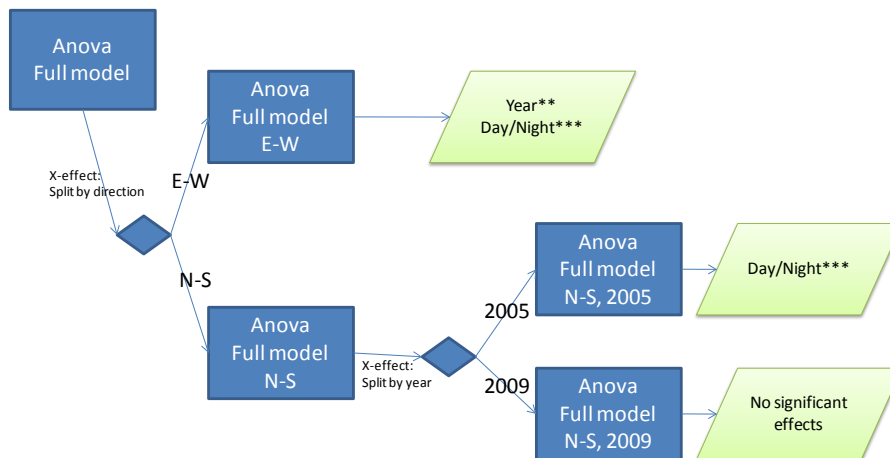 Anova
Full model
Anova
Full model
E-W
Year**
Day/Night***
X-effect:
Split by direction
E-W
N-S
Anova
Full model
N-S
X-effect:
Split by year
2005
2009
Anova
Full model
N-S, 2005
Day/Night***
Anova
Full model
N-S, 2009
No significant
effects